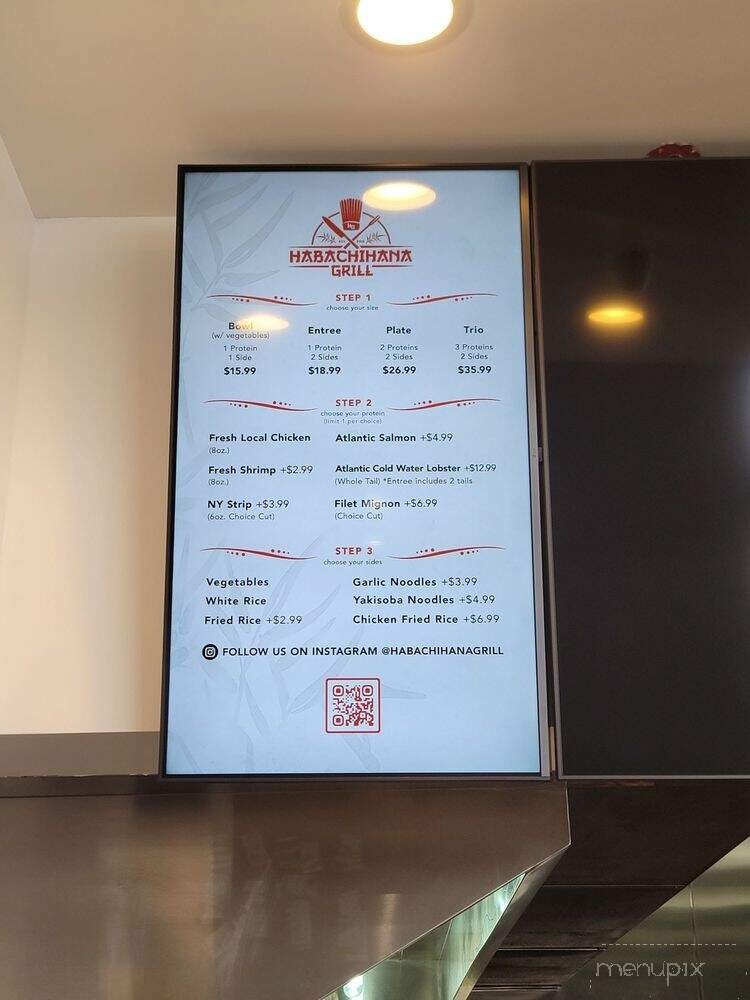 HG
HABACHIHANA
GRILL
STEP 1
choose your size
Bowl
(w/ vegetables)
1 Protein
1 Side
$15.99
Entree
1 Protein
2 Sides
$18.99
Plate
2 Proteins
2 Sides
$26.99
Trio
3 Proteins
2 Sides
$35.99
STEP 2
choose your protein
(limit 1 per choice)
Fresh Local Chicken
(8oz.)
Atlantic Salmon +$4.99
Fresh Shrimp +$2.99
(8oz.)
Atlantic Cold Water Lobster +$12.99
(Whole Tail) *Entree includes 2 tails
NY Strip +$3.99
(6oz. Choice Cut)
Filet Mignon +$6.99
(Choice Cut)
STEP 3
choose your sides
Vegetables
Garlic Noodles +$3.99
White Rice
Yakisoba Noodles +$4.99
Fried Rice +$2.99
Chicken Fried Rice +$6.99
FOLLOW US ON INSTAGRAM @HABACHIHANAGRILL
menupix